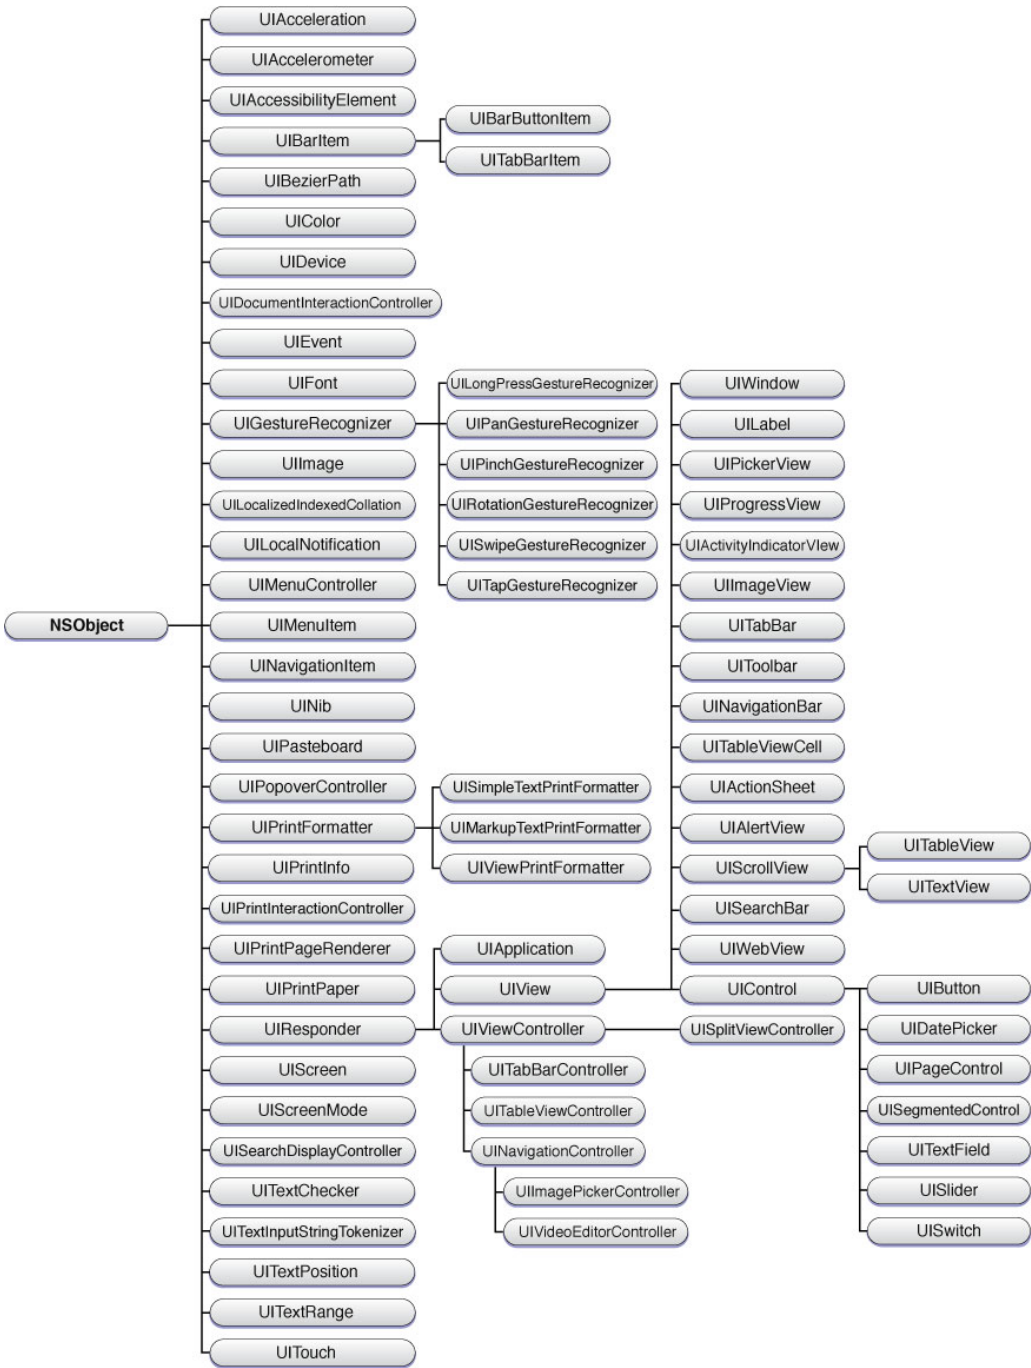 UIAcceleration
UIAccelerometer
UIAccessibilityElement
UIBarButtonItem
UIBarItem
UITabBarItem
UIBezierPath
UIColor
UIDevice
UIDocumentInteractionController
UIEvent
UIFont
UILongPressGestureRecognizer
UIWindow
UIGestureRecognizer
UIPanGestureRecognizer
UILabel
UIImage
UIPinchGestureRecognizer
UIPickerView
UILocalizedIndexedCollation
UIRotationGestureRecognizer
UIProgressView
UILocalNotification
UISwipeGestureRecognizer
UIActivityIndicatorVIew
UIMenuController
UITapGestureRecognizer
UIImageView
NSObject
UIMenuItem
UITabBar
UINavigationItem
UIToolbar
UINib
UINavigationBar
UIPasteboard
UITableViewCell
UIPopoverController
UISimpleTextPrintFormatter
UIActionSheet
UIPrintFormatter
UIMarkupTextPrintFormatter
UIAlertView
UITableView
UIPrintInfo
UIViewPrintFormatter
UIScrollView
UITextView
UIPrintInteractionController
UISearchBar
UIPrintPageRenderer
UIApplication
UIWebView
UIPrintPaper
UIView
UIControl
UIButton
UIResponder
UIViewController
UISplitViewController
UIDatePicker
UIScreen
UITabBarController
UIPageControl
UIScreenMode
UITableViewController
UISegmentedControl
UISearchDisplayController
UINavigationController
UITextField
UITextChecker
UIImagePickerController
UISlider
UITextInputStringTokenizer
UIVideoEditorController
UISwitch
UITextPosition
UITextRange
UITouch